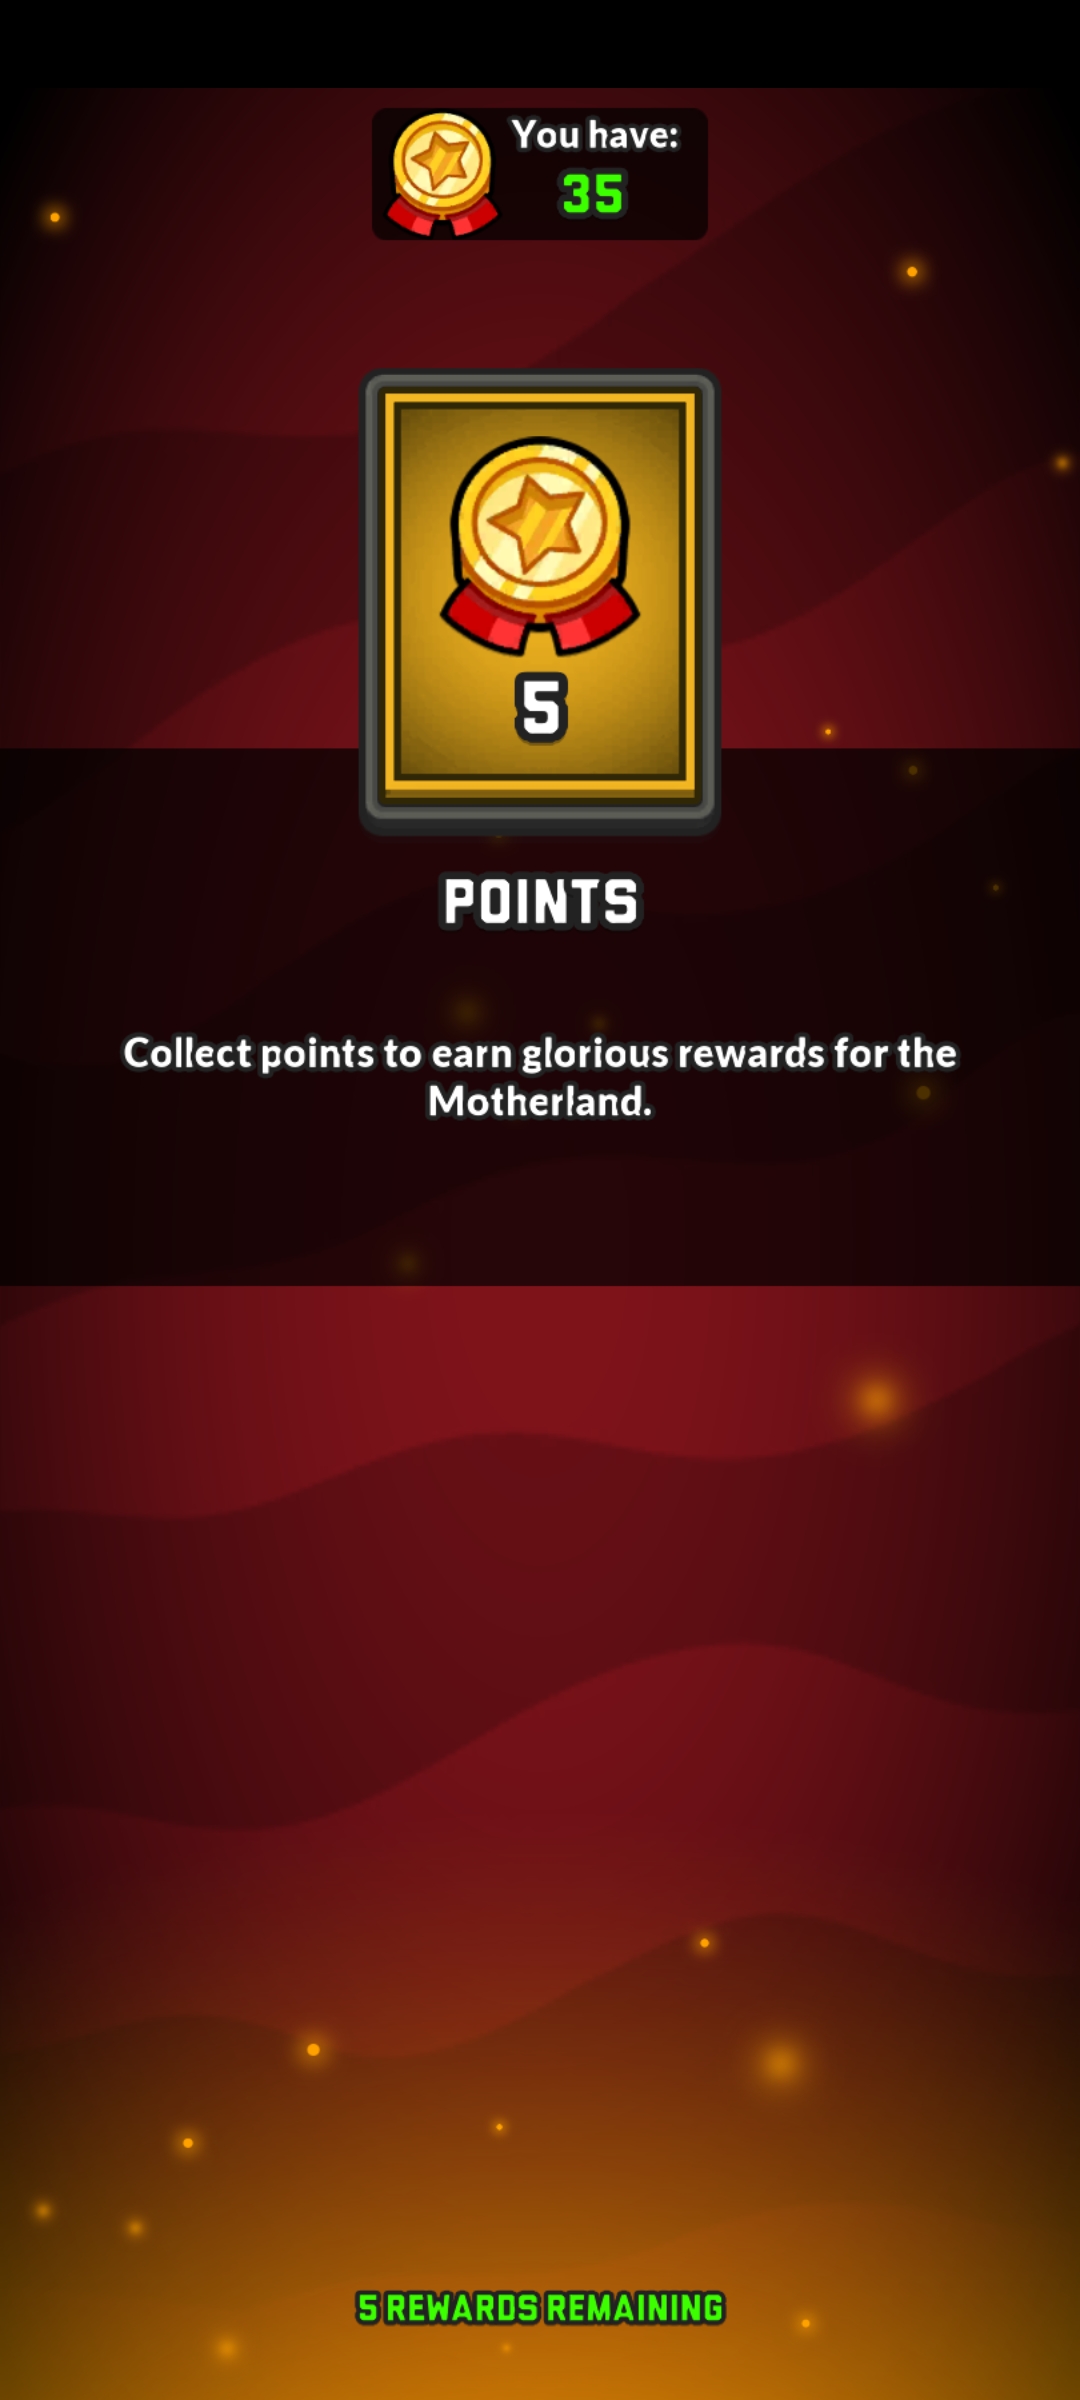 You have:
35
5
POINTS
Collect points to earn glorious rewards for the
Motherland.
5 REWARDS REMAINING